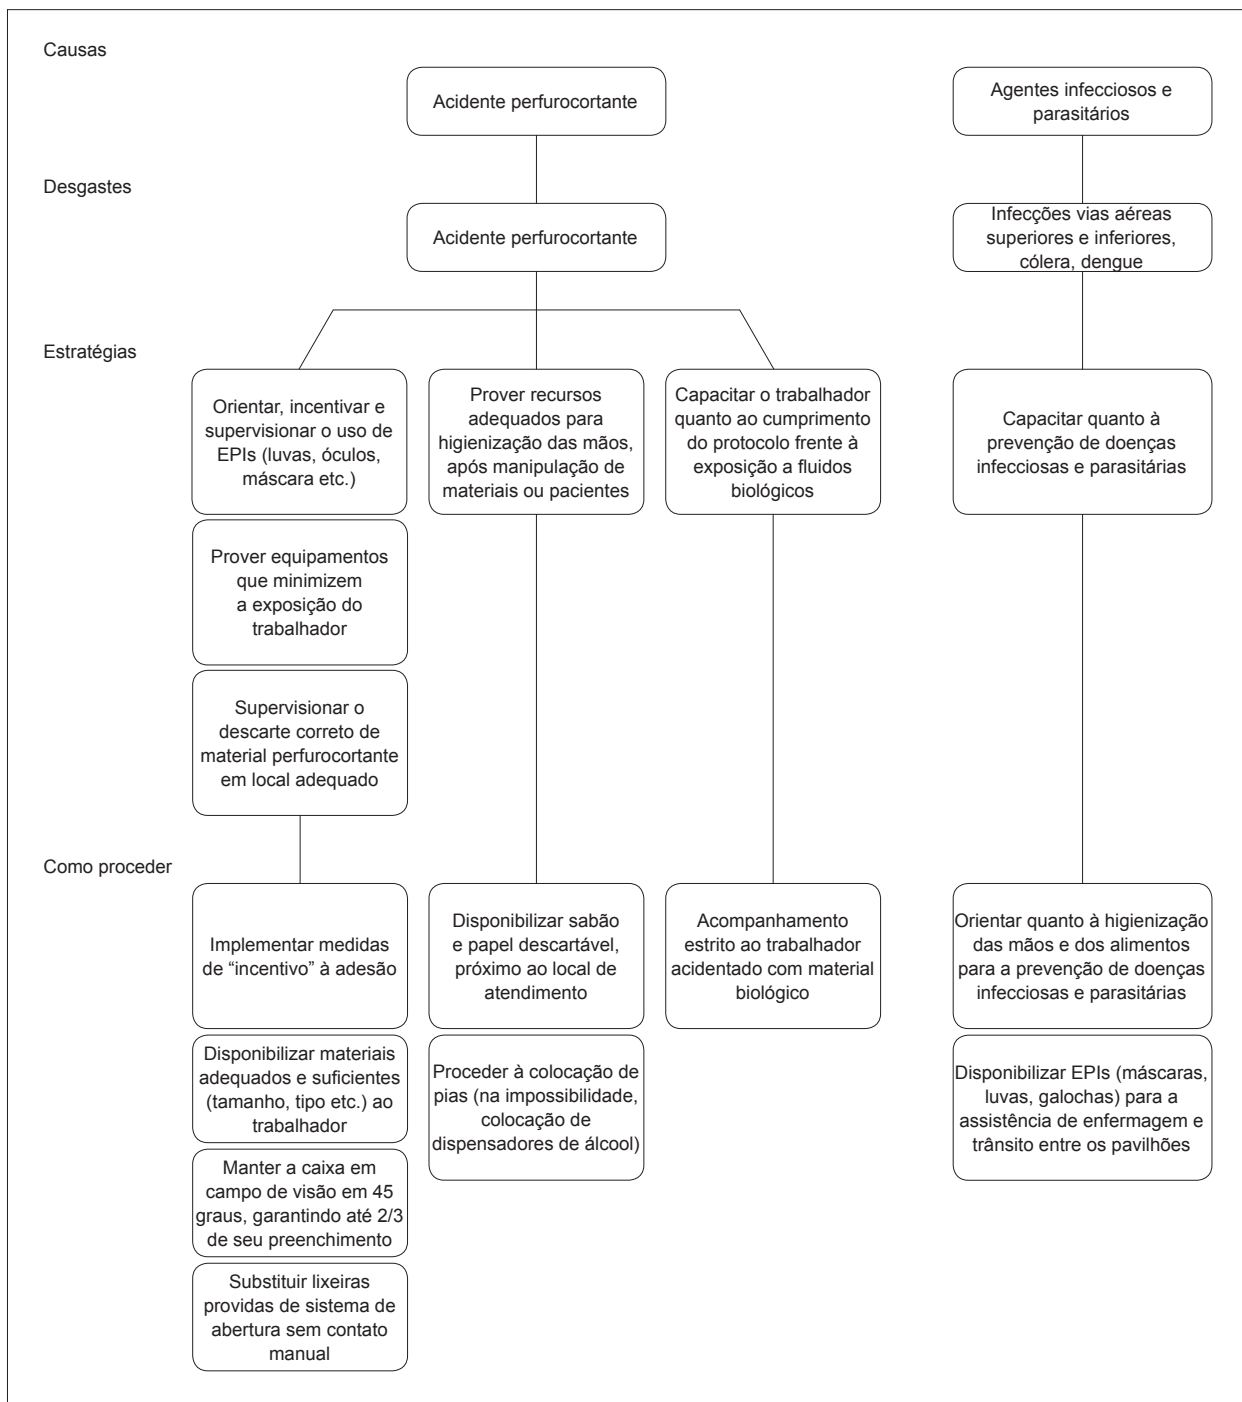 Causas
Acidente perfurocortante
Agentes infecciosos e
parasitários
Desgastes
Acidente perfurocortante
Infecções vias aéreas
superiores e inferiores,
cólera, dengue
Estratégias
Orientar, incentivar e
supervisionar o uso de
EPIs (luvas, óculos,
máscara etc.)
Prover recursos
adequados para
higienização das mãos,
após manipulação de
materiais ou pacientes
Capacitar o trabalhador
quanto ao cumprimento
do protocolo frente à
exposição a fluidos
biológicos
Capacitar quanto à
prevenção de doenças
infecciosas e parasitárias
Prover equipamentos
que minimizem
a exposição do
trabalhador
Supervisionar o
descarte correto de
material perfurocortante
em local adequado
Como proceder
Implementar medidas
de “incentivo” à adesão
Disponibilizar sabão
e papel descartável,
próximo ao local de
atendimento
Acompanhamento
estrito ao trabalhador
acidentado com material
biológico
Orientar quanto à higienização
das mãos e dos alimentos
para a prevenção de doenças
infecciosas e parasitárias
Disponibilizar materiais
adequados e suficientes
(tamanho, tipo etc.) ao
trabalhador
Proceder à colocação de
pias (na impossibilidade,
colocação de
dispensadores de álcool)
Disponibilizar EPIs (máscaras,
luvas, galochas) para a
assistência de enfermagem e
trânsito entre os pavilhões
Manter a caixa em
campo de visão em 45
graus, garantindo até 2/3
de seu preenchimento
Substituir lixeiras
providas de sistema de
abertura sem contato
manual